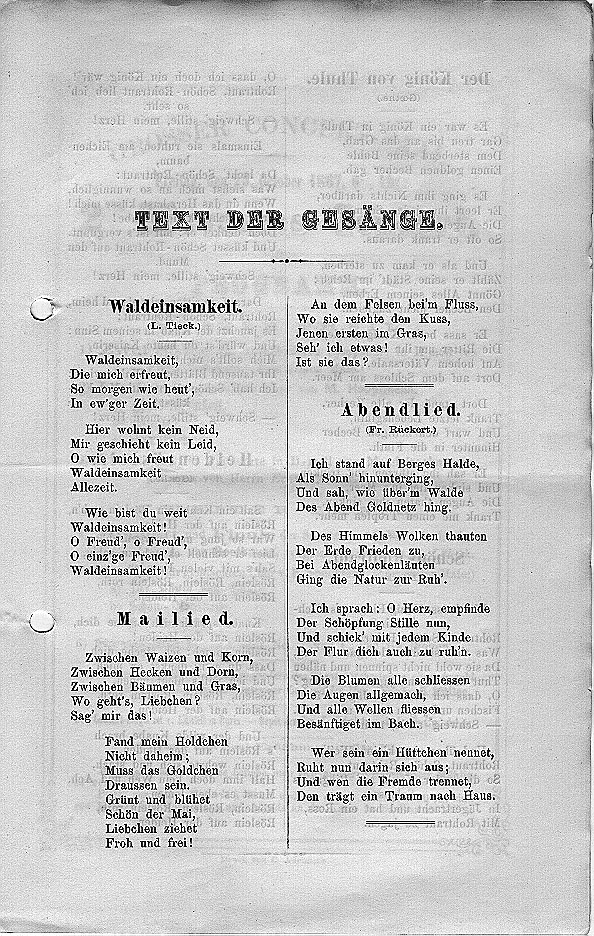 TEXT DER GESÄNGE.
Waldeinsamkeit.
(L. Tieck.)
Waldeinsamkeit,
Die mich erfreut,
So morgen wie heut',
In ew'ger Zeit.
Hier wohnt kein Neid,
Mir geschieht kein Leid,
O wie mich freut
Waldeinsamkeit
Allezeit.
Wie bist du weit
Waldeinsamkeit!
O Freud', o Freud',
O einz'ge Freud',
Waldeinsamkeit!
Mailied.
Zwischen Waizen und Korn,
Zwischen Hecken und Dorn,
Zwischen Bäumen und Gras,
Wo geht's, Liebchen?
Sag' mir das!
Fand mein Holdchen
Nicht daheim;
Muss das Goldchen
Draussen sein.
Grünt und blühet
Schön der Mai,
Liebchen ziehet
Froh und frei!
An dem Felsen bei'm Fluss,
Wo sie reichte den Kuss,
Jenen ersten im Gras,
Seh' ich etwas!
Ist sie das?
Abendlied.
(Fr. Rückert.)
Ich stand auf Berges Halde,
Als Sonn' hinunterging,
Und sah, wie über'm Walde
Des Abend Goldnetz hing.
Des Himmels Wolken thauten
Der Erde Frieden zu,
Bei Abendglockenläuten
Ging die Natur zur Ruh'.
Ich sprach: O Herz, empfinde
Der Schöpfung Stille nun,
Und schick' mit jedem Kinde
Der Flur dich auch zu ruh'n.
Die Blumen alle schliessen
Die Augen allgemach,
Und alle Wellen fliessen
Besänftiget im Bach.
Wer sein ein Hüttchen nennet,
Ruht nun darin sich aus;
Und wen die Fremde trennet,
Den trägt ein Traum nach Haus.